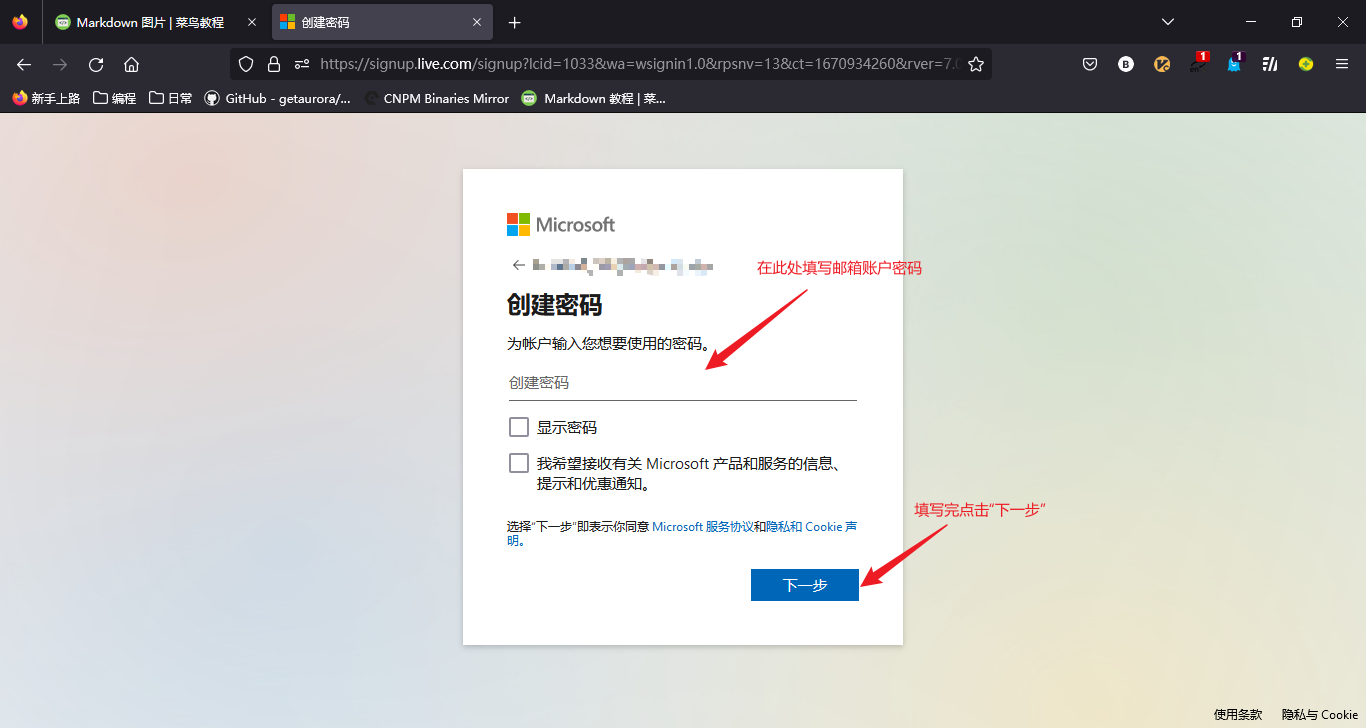 Markdown 图片 | 菜鸟教程
创建密码
https://signup.live.com/signup?lcid=1033&wa=wsignin1.0&rpsnv=13&ct=1670934260&rver=7.0
B
1
en
1
新手上路
编程
日常
GitHub - getaurora/...
CNPM Binaries Mirror
Markdown 教程 | 菜...
Microsoft
在此处填写邮箱账户密码
创建密码
为帐户输入您想要使用的密码。
创建密码
显示密码
我希望接收有关 Microsoft 产品和服务的信息、
提示和优惠通知。
填写完点击“下一步”
选择“下一步”即表示你同意 Microsoft 服务协议和隐私和 Cookie 声
明。
下一步
使用条款
隐私与 Cookie